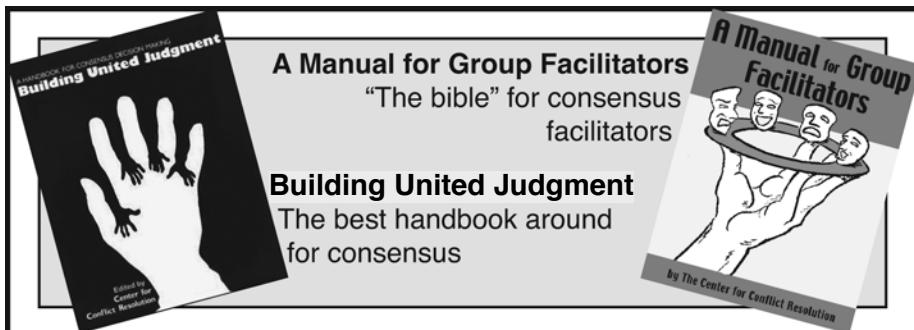 A HANDBOOK FOR CONSENSUS DECISION MAKING
Building United Judgment
Edited by
Center for
Conflict Resolution
A Manual for Group Facilitators
“The bible” for consensus
facilitators
Building United Judgment
The best handbook around
for consensus
A Manual for Group
Facilitators
by The Center for Conflict Resolution